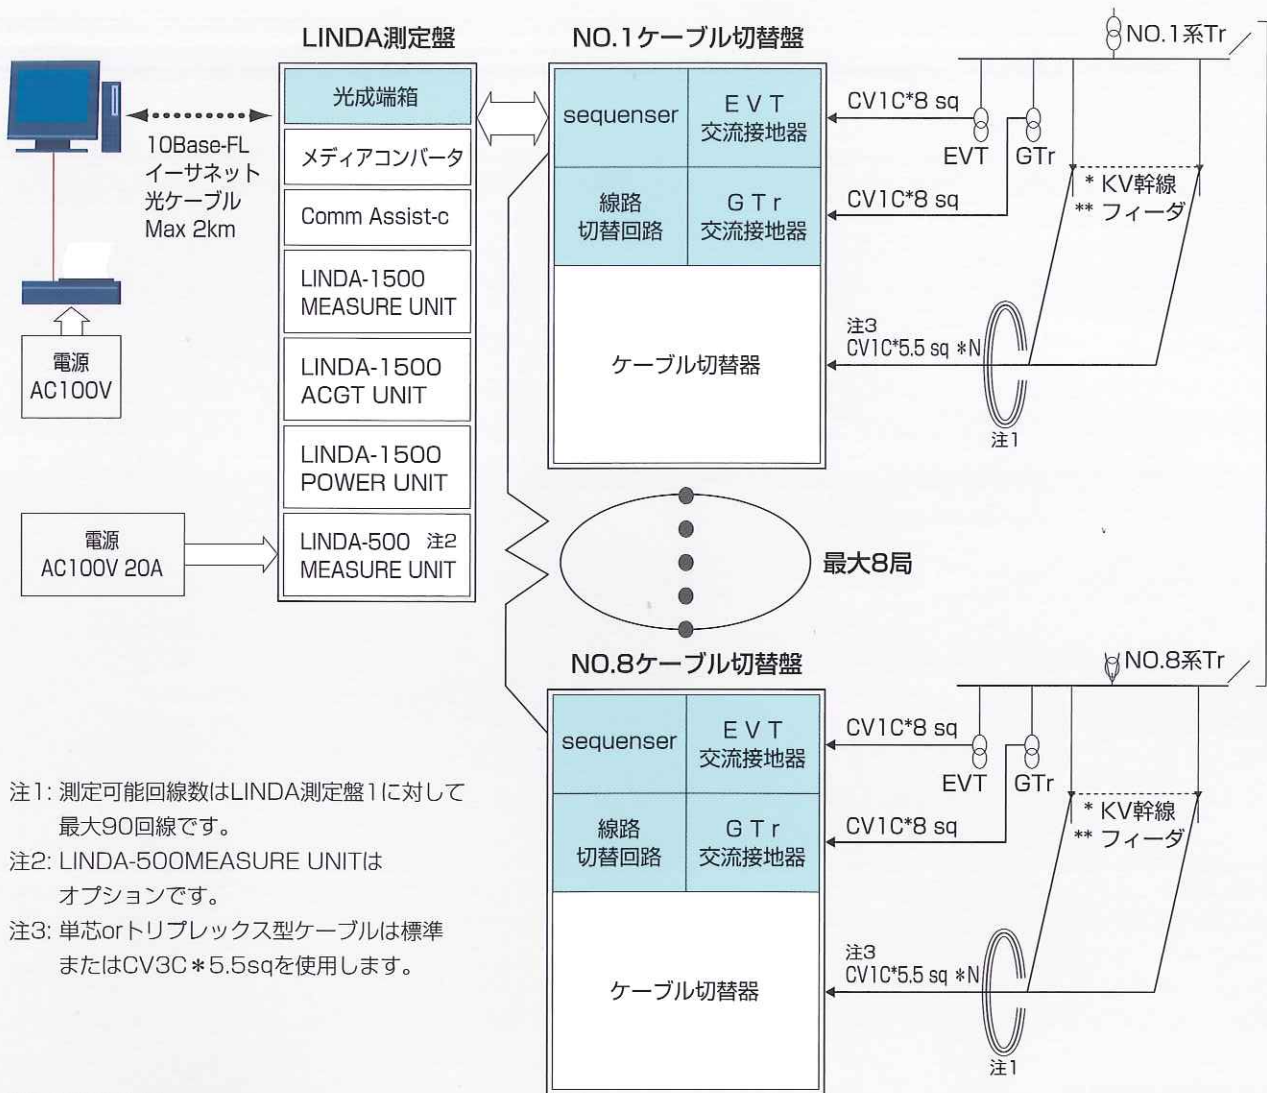 LINDA測定盤
光成端箱
メディアコンバータ
Comm Assist-c
LINDA-1500
MEASURE UNIT
LINDA-1500
ACGT UNIT
LINDA-1500
POWER UNIT
LINDA-500 注2
MEASURE UNIT
10Base-FL
イーサネット
光ケーブル
Max 2km
電源
AC100V
電源
AC100V 20A
NO.1ケーブル切替盤
sequenser
EVT
交流接地器
線路
切替回路
GTr
交流接地器
ケーブル切替器
CV1C*8 sq
CV1C*8 sq
注3
CV1C*5.5 sq *N
注1
EVT
GTr
NO.1系Tr
* KV幹線
** フィーダ
最大8局
NO.8ケーブル切替盤
sequenser
EVT
交流接地器
線路
切替回路
GTr
交流接地器
ケーブル切替器
CV1C*8 sq
CV1C*8 sq
注3
CV1C*5.5 sq *N
注1
EVT
GTr
NO.8系Tr
* KV幹線
** フィーダ
注1: 測定可能回線数はLINDA測定盤1に対して
最大90回線です。
注2: LINDA-500MEASURE UNITは
オプションです。
注3: 単芯orトリプレックス型ケーブルは標準
またはCV3C*5.5sqを使用します。